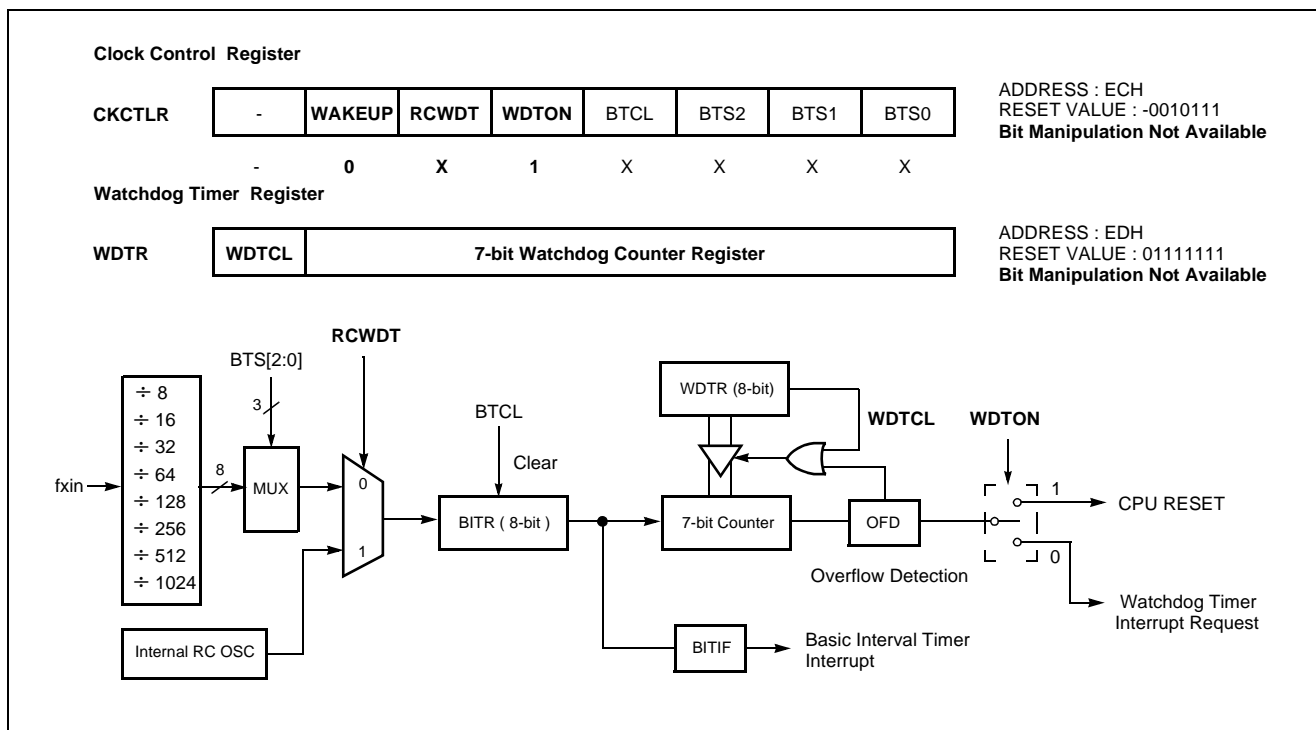 Clock Control Register
CKCTLR
- WAKEUP RCWDT WDTON BTCL BTS2 BTS1 BTS0
ADDRESS : ECH
RESET VALUE : -0010111
Bit Manipulation Not Available
- 0 X 1 X X X X
Watchdog Timer Register
WDTR
WDTCL 7-bit Watchdog Counter Register
ADDRESS : EDH
RESET VALUE : 01111111
Bit Manipulation Not Available
RCWDT
BTS[2:0]
3
fxin
÷ 8
÷ 16
÷ 32
÷ 64
÷ 128
÷ 256
÷ 512
÷ 1024
8
MUX
0
1
Internal RC OSC
BTCL
Clear
BITR ( 8-bit )
WDTR (8-bit)
WDTCL
7-bit Counter
OFD
Overflow Detection
WDTON
1
0
CPU RESET
Watchdog Timer
Interrupt Request
BITIF
Basic Interval Timer
Interrupt